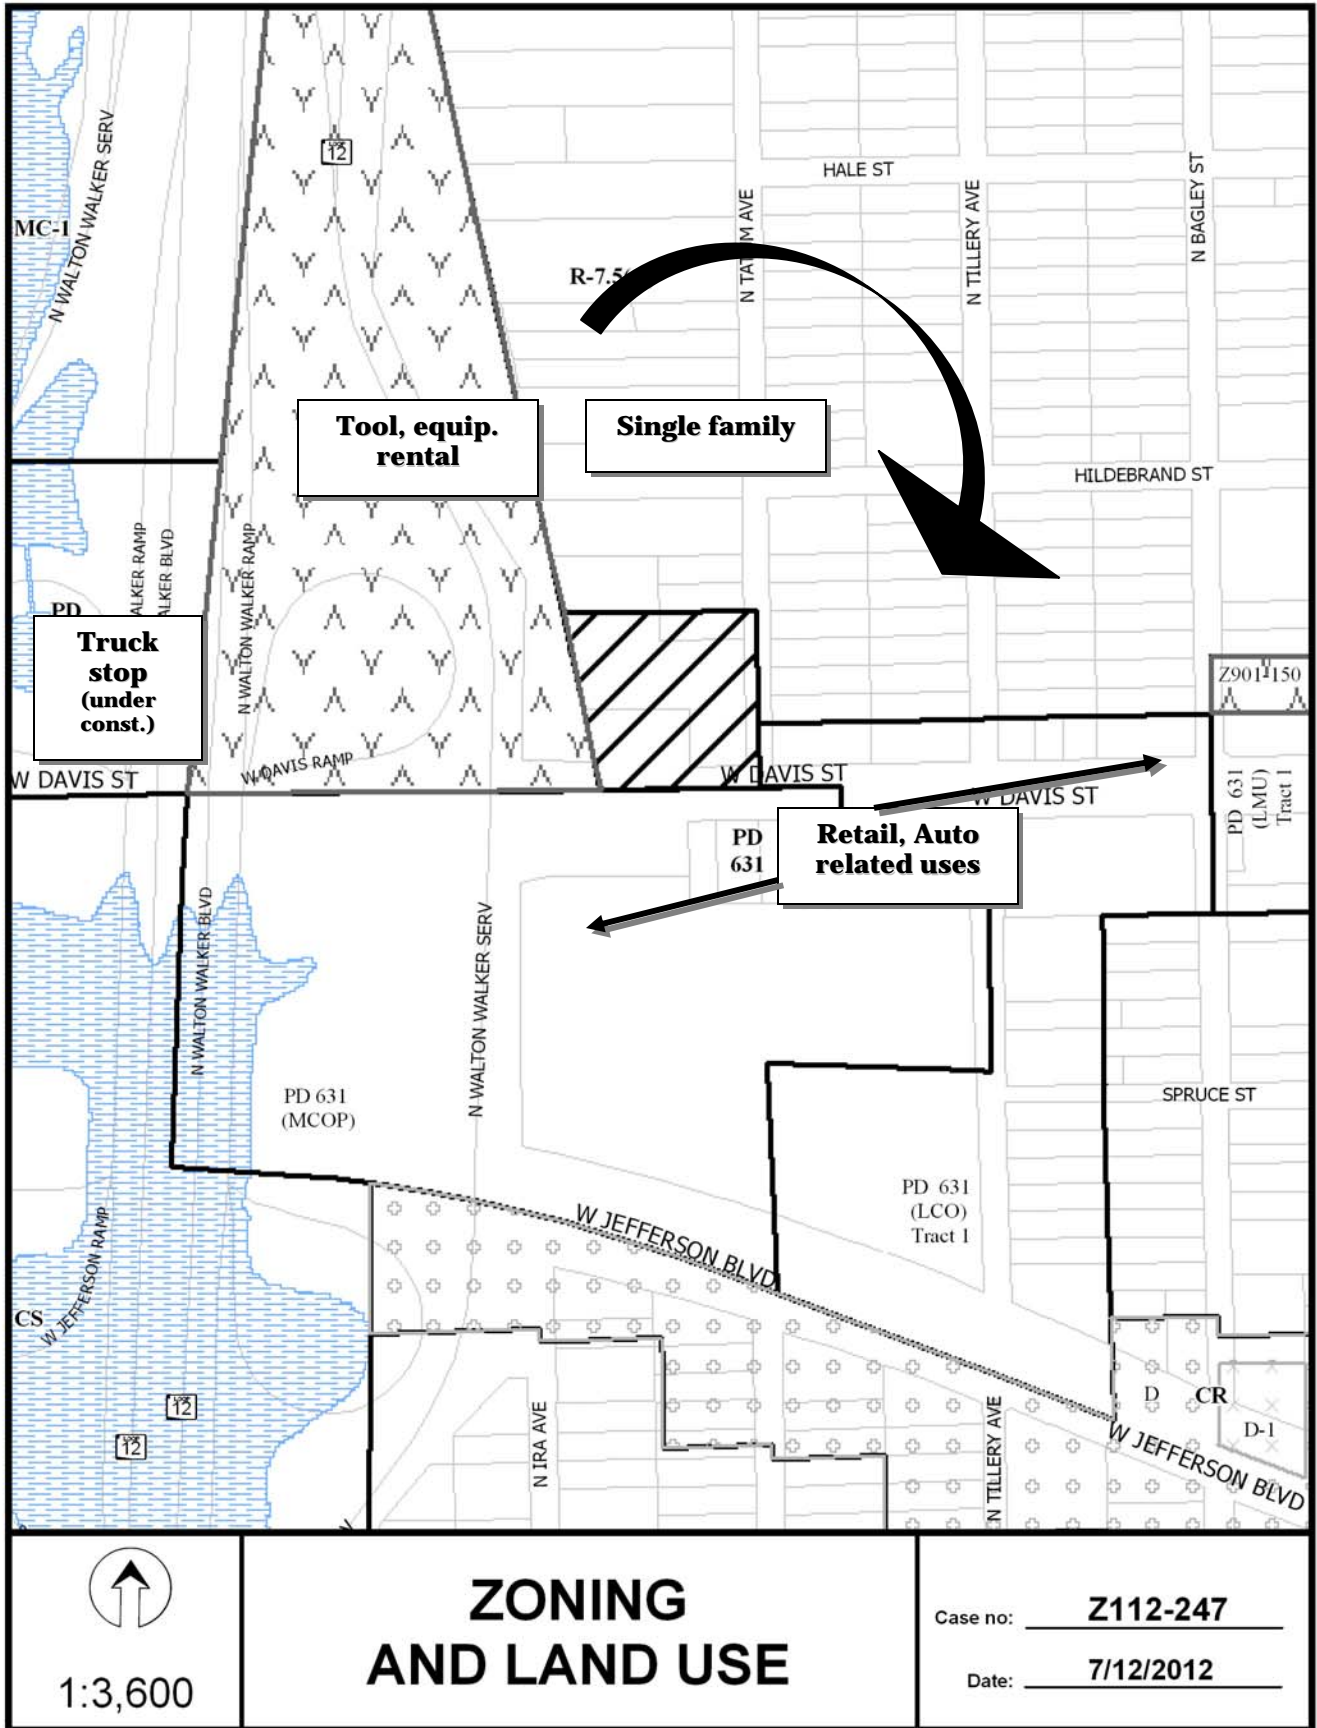 12
HALE ST
N WALTON WALKER SERV
MC-1
N TILLERY AVE
N BAGLEY ST
Tool, equip.
rental
Single family
HILDEBRAND ST
N WALTON WALKER RAMP
ALKER RAMP
ALKER BLVD
PD
Truck
stop
(under
const.)
Z901-150
W DAVIS RAMP
W DAVIS ST
W DAVIS ST
W DAVIS ST
PD 631
(LMU)
Tract 1
PD
631
Retail, Auto
related uses
N WALTON WALKER BLVD
N WALTON WALKER SERV
PD 631
(MCOP)
SPRUCE ST
PD 631
(LCO)
Tract 1
W JEFFERSON BLVD
W JEFFERSON RAMP
CS
12
12
N IRA AVE
N TILLERY AVE
D
CR
D-1
W JEFFERSON BLVD
1:3,600
ZONING
AND LAND USE
Case no: Z112-247
Date: 7/12/2012